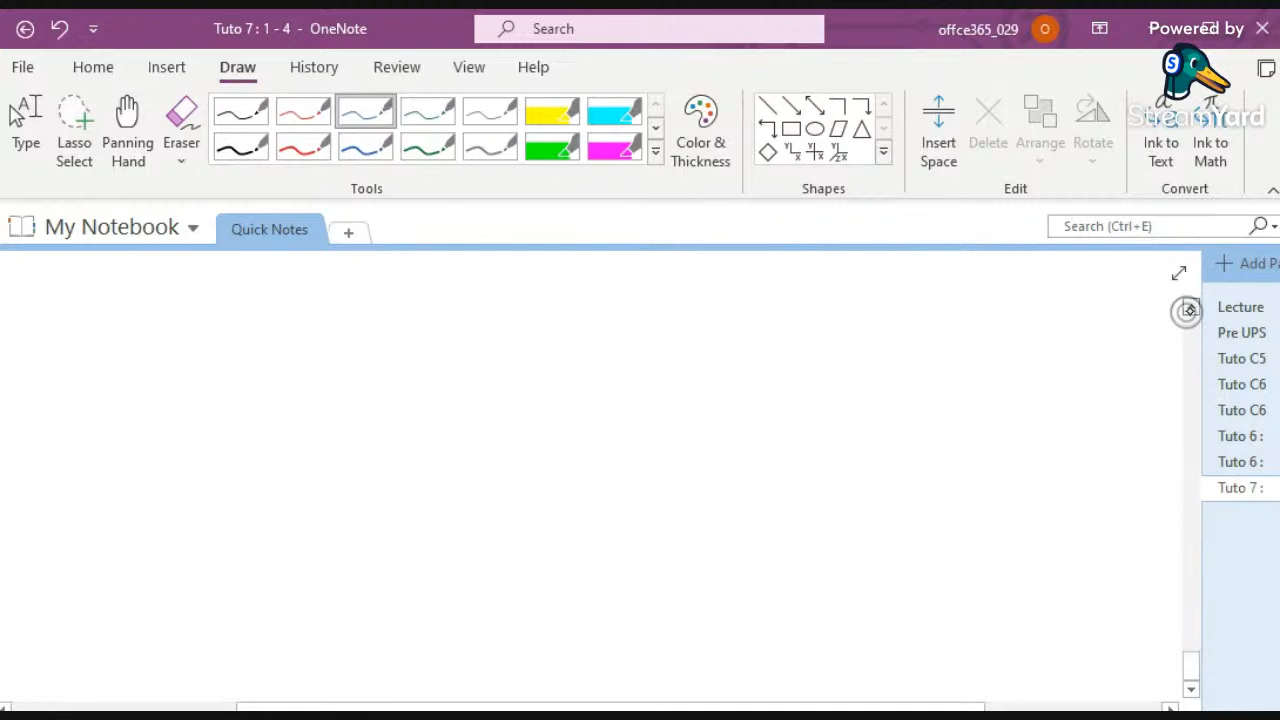 Tuto 7 : 1 - 4 - OneNote
Search
offce365_029
O
Powered by
StreamYard
File
Home
Insert
Draw
History
Review
View
Help
Type
Lasso
Select
Panning
Hand
Eraser
Color &
Thickness
Insert
Space
Delete
Arrange
Rotate
Ink to
Text
Ink to
Math
Tools
Shapes
Edit
Convert
My Notebook
Quick Notes
Search (Ctrl+E)
Add Pa
Lecture
Pre UPS
Tuto C5
Tuto C6
Tuto C6
Tuto 6 :
Tuto 6 :
Tuto 7 :